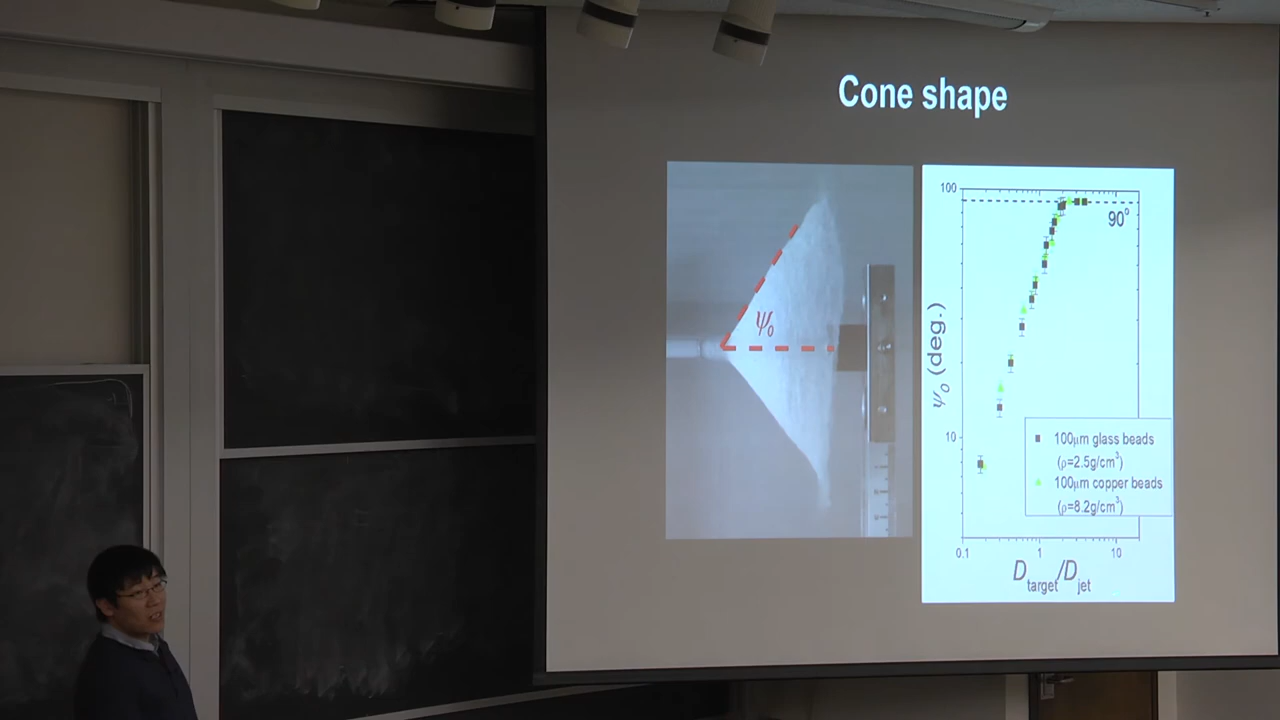 Cone shape
ψ₀
100
90°
10
ψ₀ (deg.)
100µm glass beads
(ρ=2.5g/cm³)
100µm copper beads
(ρ=8.2g/cm³)
0.1 1 10
D_target/D_jet